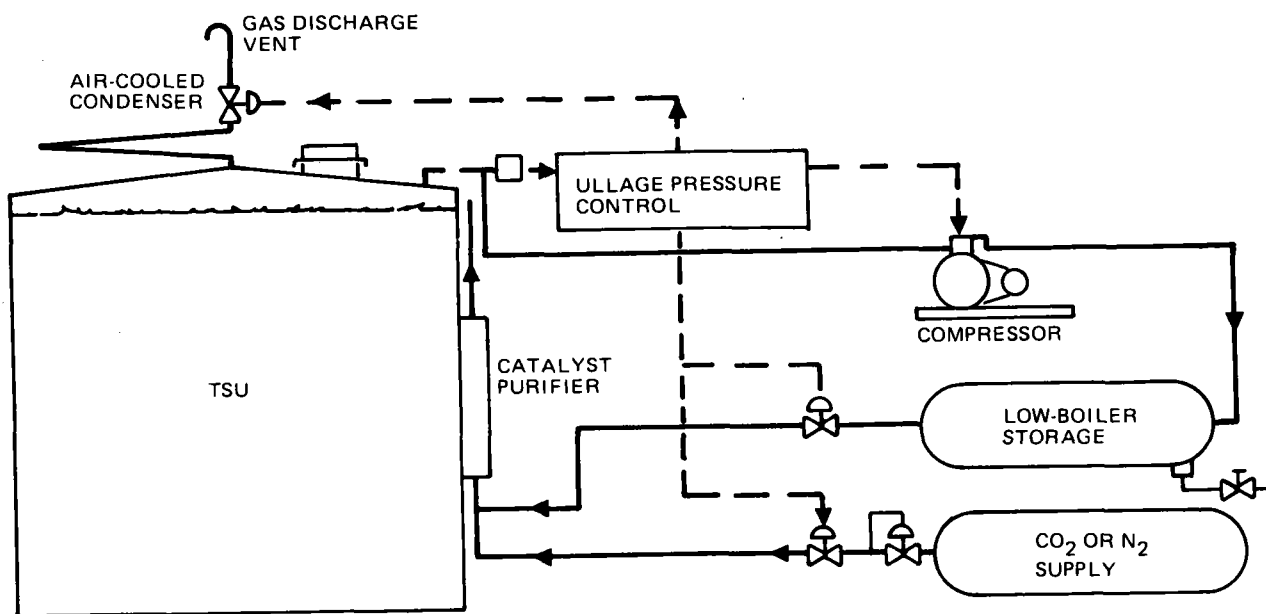 GAS DISCHARGE
VENT
AIR-COOLED
CONDENSER
ULLAGE PRESSURE
CONTROL
COMPRESSOR
CATALYST
PURIFIER
TSU
LOW-BOILER
STORAGE
CO₂ OR N₂
SUPPLY